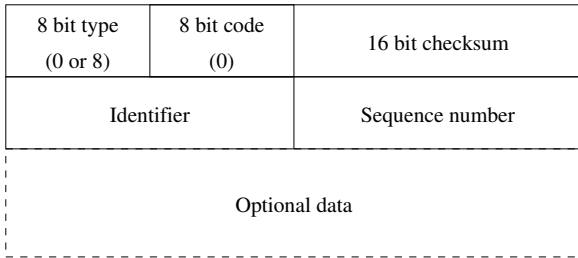 8 bit type
(0 or 8)
8 bit code
(0)
16 bit checksum
Identifier
Sequence number
Optional data